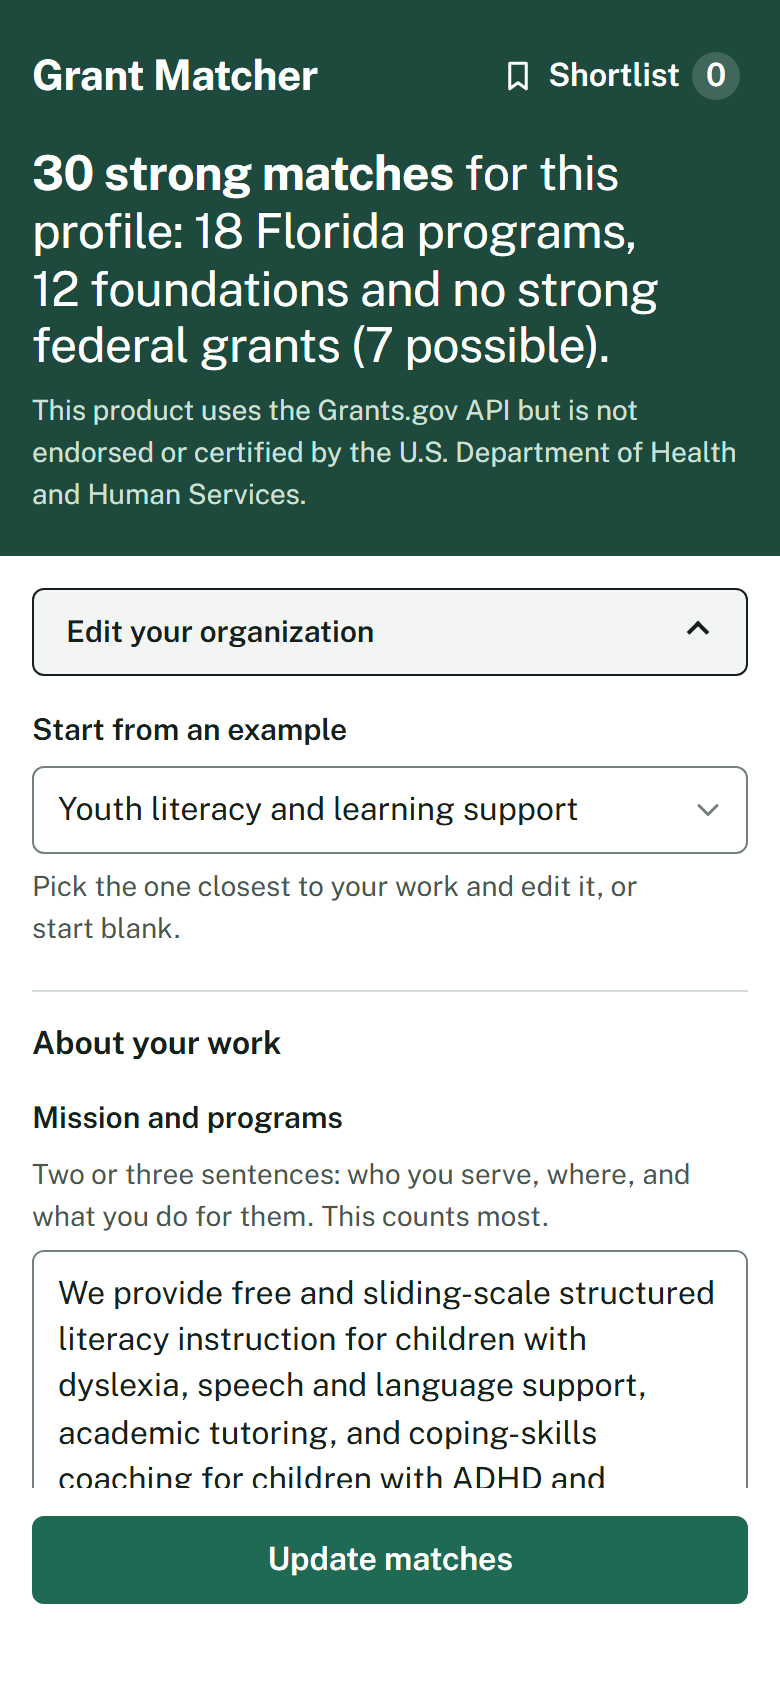 Grant Matcher
Shortlist 0
30 strong matches for this
profile: 18 Florida programs,
12 foundations and no strong
federal grants (7 possible).
This product uses the Grants.gov API but is not
endorsed or certified by the U.S. Department of Health
and Human Services.
Edit your organization
Start from an example
Youth literacy and learning support
Pick the one closest to your work and edit it, or
start blank.
About your work
Mission and programs
Two or three sentences: who you serve, where, and
what you do for them. This counts most.
We provide free and sliding-scale structured
literacy instruction for children with
dyslexia, speech and language support,
academic tutoring, and coping-skills
coaching for children with ADHD and
Update matches